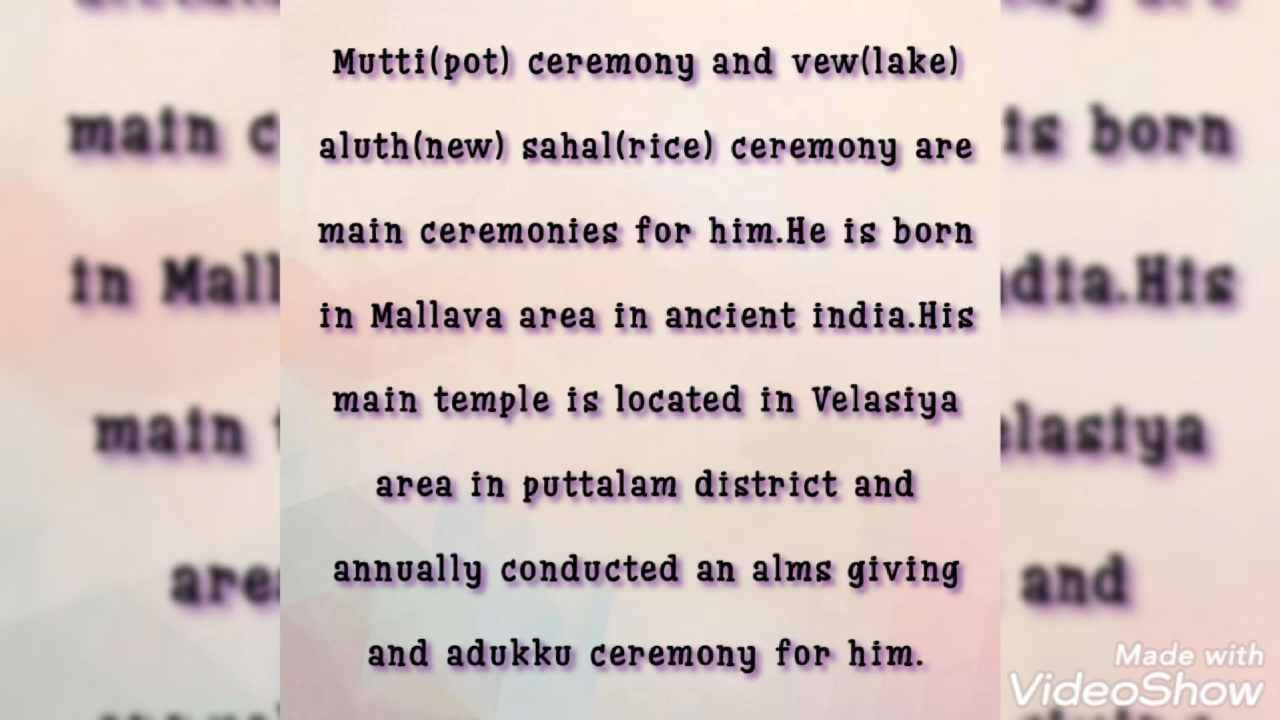 Mutti(pot) ceremony and vew(lake)
aluth(new) sahal(rice) ceremony are
main ceremonies for him.He is born
in Mallava area in ancient india.His
main temple is located in Velasiya
area in puttalam district and
annually conducted an alms giving
and adukku ceremony for him.
Made with
VideoShow